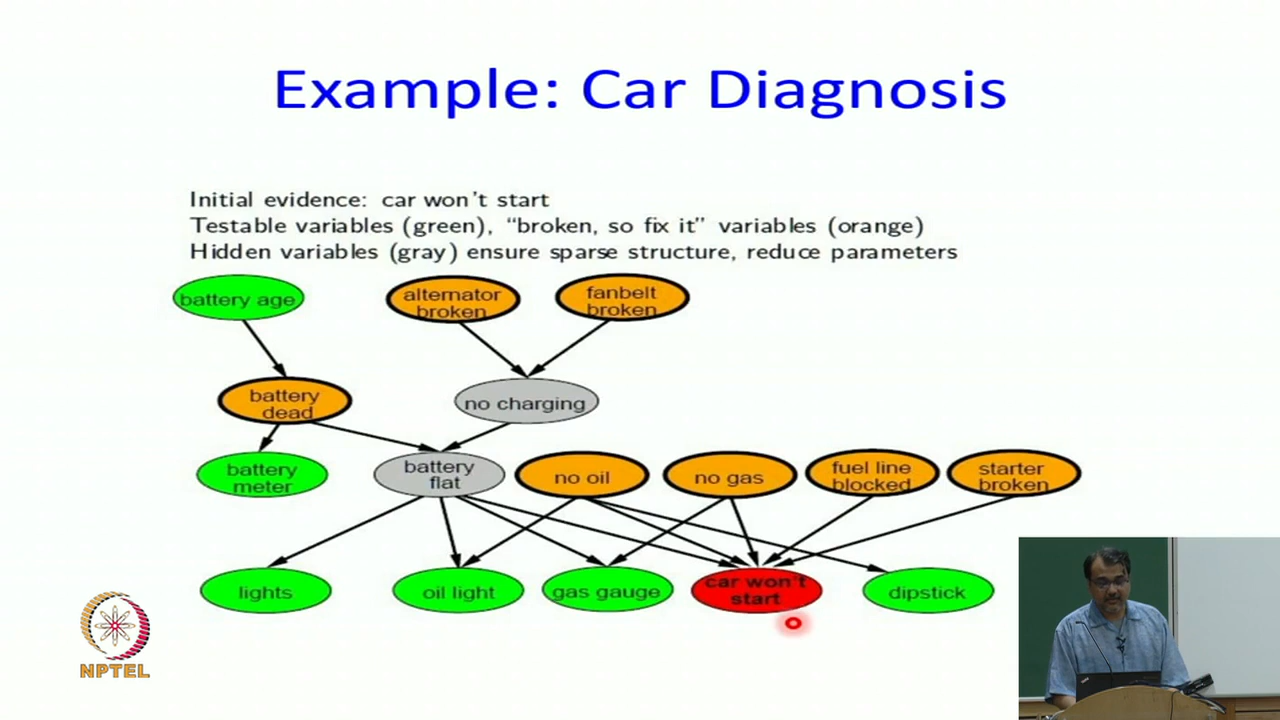 Example: Car Diagnosis
Initial evidence: car won't start
Testable variables (green), "broken, so fix it" variables (orange)
Hidden variables (gray) ensure sparse structure, reduce parameters
battery age
alternator
broken
fanbelt
broken
battery
dead
no charging
battery
meter
battery
flat
no oil
no gas
fuel line
blocked
starter
broken
lights
oil light
gas gauge
car won't
start
dipstick
NPTEL